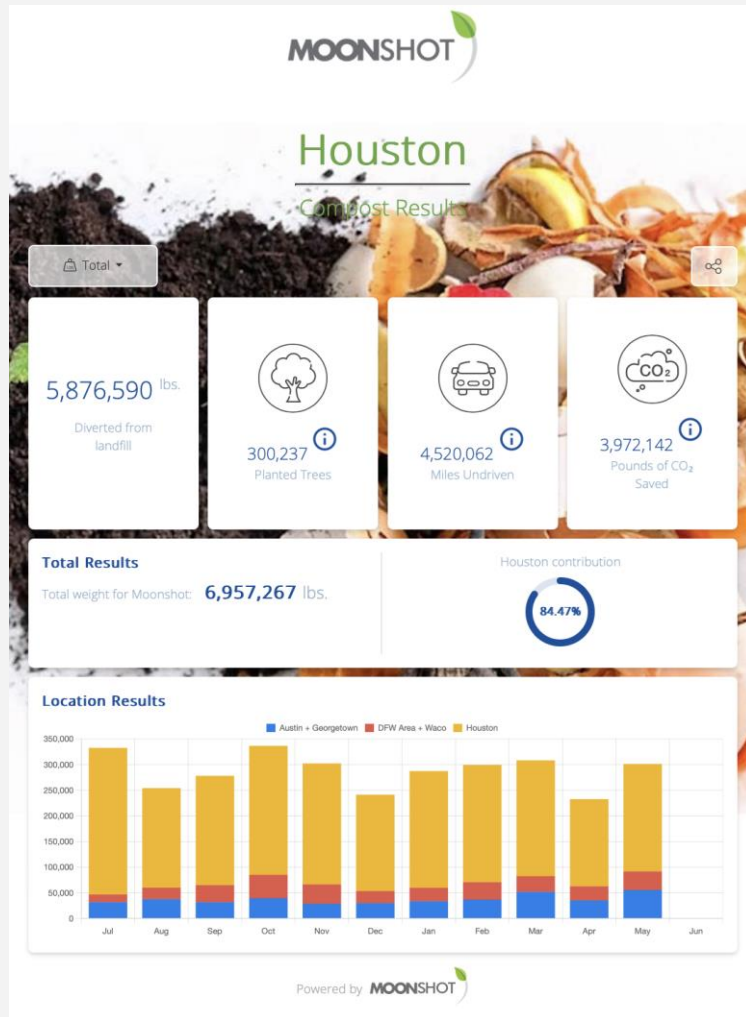 MOONSHOT
Houston
Compost Results
Total
5,876,590 lbs.
Diverted from
landfill
300,237
Planted Trees
4,520,062
Miles Undriven
CO₂
3,972,142
Pounds of CO₂
Saved
Total Results
Total weight for Moonshot: 6,957,267 lbs.
Houston contribution
84.47%
Location Results
Austin + Georgetown DFW Area + Waco Houston
350,000
300,000
250,000
200,000
150,000
100,000
50,000
0
Jul Aug Sep Oct Nov Dec Jan Feb Mar Apr May Jun
Powered by MOONSHOT